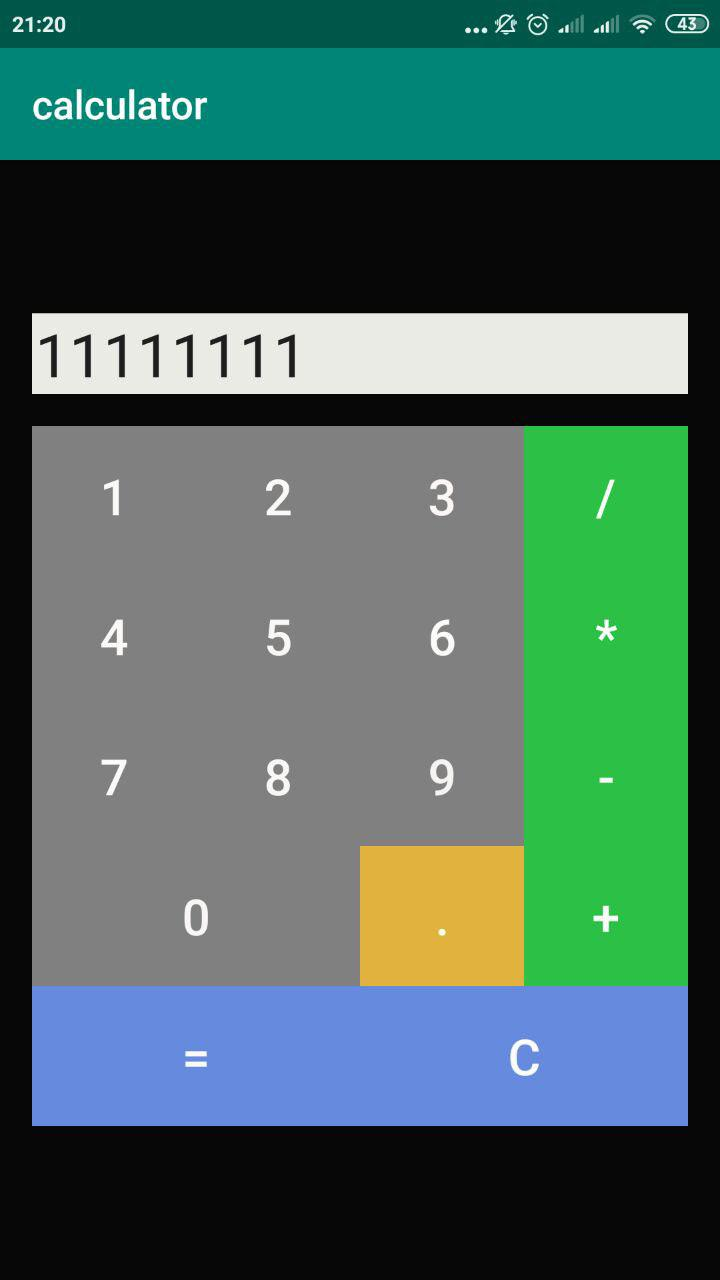 21:20 ... 43
calculator
11111111
1 2 3 /
4 5 6 *
7 8 9 -
0 . +
= C